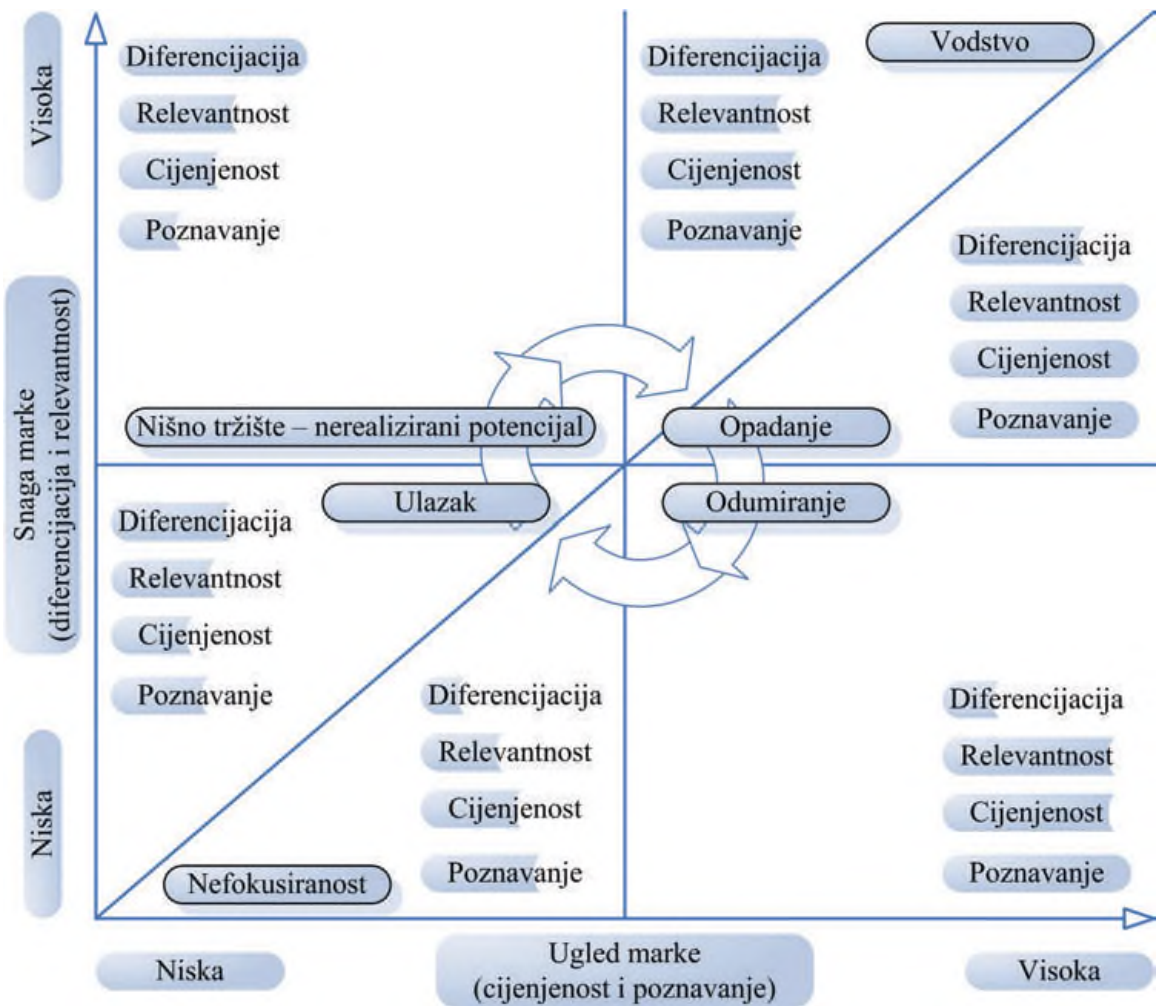 Visoka
Snaga marke
(diferencijacija i relevantnost)
Niska
Diferencijacija
Relevantnost
Cijenjenost
Poznavanje
Diferencijacija
Relevantnost
Cijenjenost
Poznavanje
Vodstvo
Diferencijacija
Relevantnost
Cijenjenost
Poznavanje
Nišno tržište – nerealizirani potencijal
Opadanje
Ulazak
Odumiranje
Diferencijacija
Relevantnost
Cijenjenost
Poznavanje
Diferencijacija
Relevantnost
Cijenjenost
Poznavanje
Diferencijacija
Relevantnost
Cijenjenost
Poznavanje
Nefokusiranost
Niska
Ugled marke
(cijenjenost i poznavanje)
Visoka